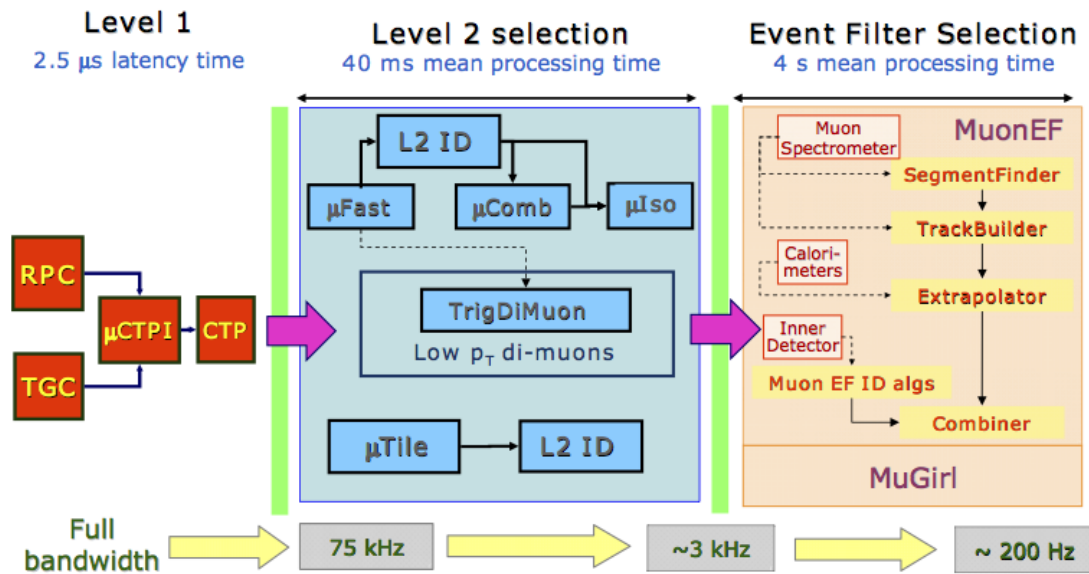 Level 1
2.5 μs latency time
Level 2 selection
40 ms mean processing time
Event Filter Selection
4 s mean processing time
RPC
TGC
μCTPI
CTP
L2 ID
μFast
μComb
μIso
TrigDiMuon
Low pT di-muons
μTile
L2 ID
MuonEF
Muon
Spectrometer
SegmentFinder
TrackBuilder
Calori-
meters
Extrapolator
Inner
Detector
Muon EF ID algs
Combiner
MuGirl
Full
bandwidth
75 kHz
~3 kHz
~ 200 Hz